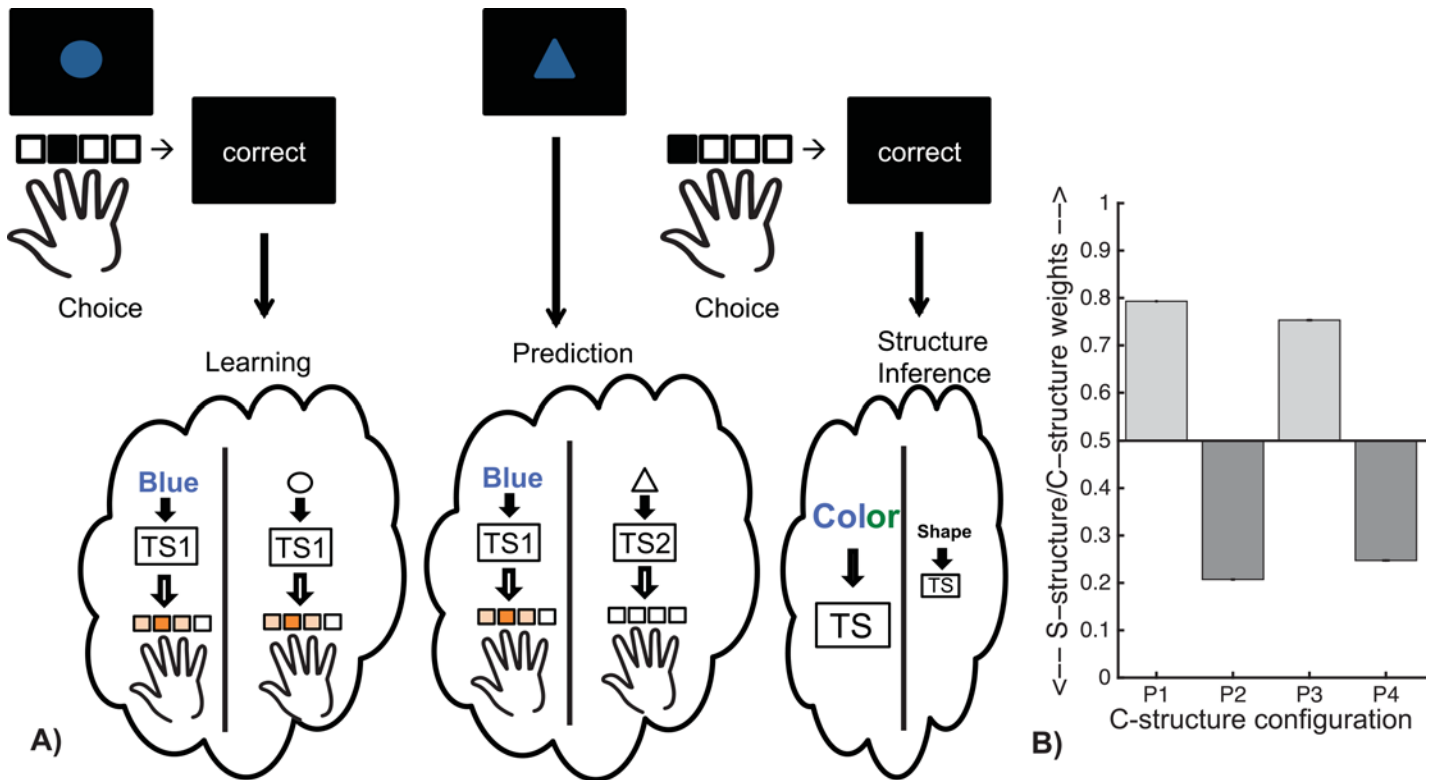 correct
→
Choice
Learning
Blue
TS1
TS1
Prediction
Blue
TS1
TS2
→
correct
Choice
Structure
Inference
Color
TS
Shape
TS
A)
<-- S-structure/C-structure weights -->
1
0.9
0.8
0.7
0.6
0.5
0.4
0.3
0.2
0.1
0
P1 P2 P3 P4
C-structure configuration
B)